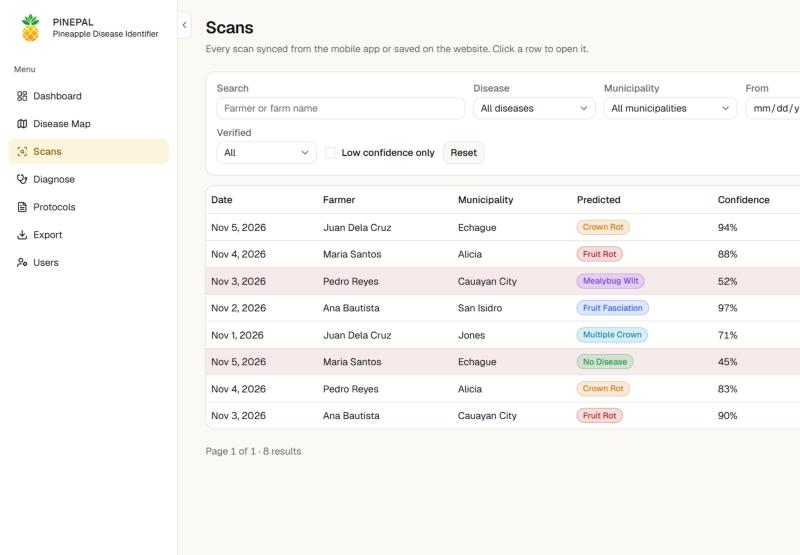 PINEPAL
Pineapple Disease Identifier
Menu
Dashboard
Disease Map
Scans
Diagnose
Protocols
Export
Users
Scans
Every scan synced from the mobile app or saved on the website. Click a row to open it.
Search Disease Municipality From
Farmer or farm name All diseases All municipalities mm/dd/y
Verified
All Low confidence only Reset
Date Farmer Municipality Predicted Confidence
Nov 5, 2026 Juan Dela Cruz Echague Crown Rot 94%
Nov 4, 2026 Maria Santos Alicia Fruit Rot 88%
Nov 3, 2026 Pedro Reyes Cauayan City Mealybug Wilt 52%
Nov 2, 2026 Ana Bautista San Isidro Fruit Fasciation 97%
Nov 1, 2026 Juan Dela Cruz Jones Multiple Crown 71%
Nov 5, 2026 Maria Santos Echague No Disease 45%
Nov 4, 2026 Pedro Reyes Alicia Crown Rot 83%
Nov 3, 2026 Ana Bautista Cauayan City Fruit Rot 90%
Page 1 of 1 · 8 results